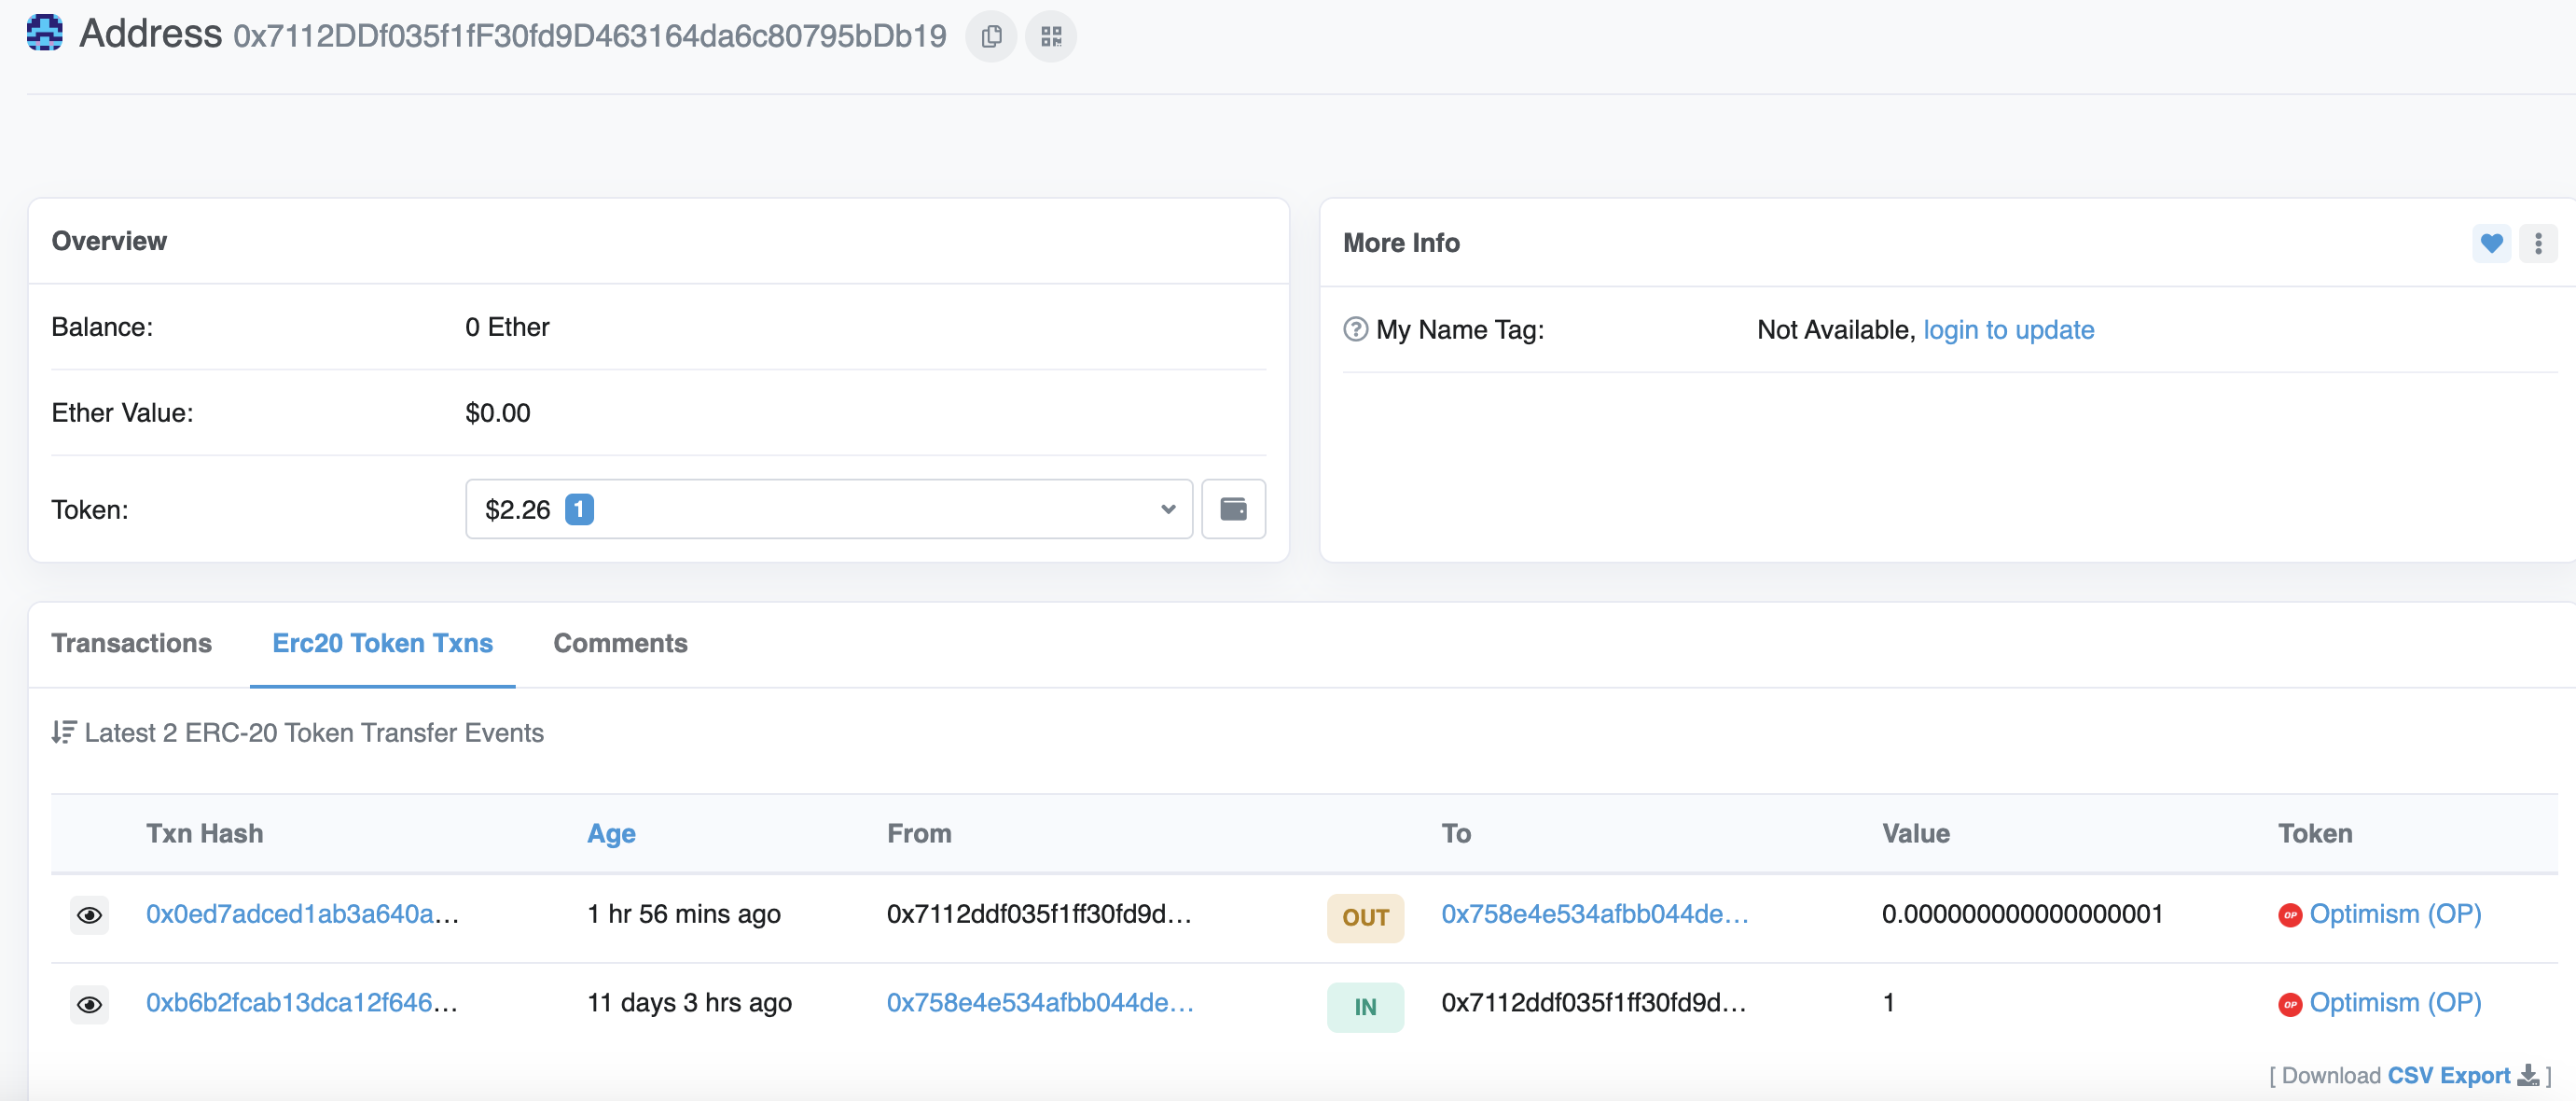 Address 0x7112DDf035f1fF30fd9D463164da6c80795bDb19
Overview
Balance: 0 Ether
Ether Value: $0.00
Token: $2.26 1
More Info
My Name Tag: Not Available, login to update
Transactions Erc20 Token Txns Comments
Latest 2 ERC-20 Token Transfer Events
Txn Hash Age From To Value Token
0x0ed7adced1ab3a640a... 1 hr 56 mins ago 0x7112ddf035f1ff30fd9d... OUT 0x758e4e534afbb044de... 0.000000000000000001 OP Optimism (OP)
0xb6b2fcab13dca12f646... 11 days 3 hrs ago 0x758e4e534afbb044de... IN 0x7112ddf035f1ff30fd9d... 1 OP Optimism (OP)
[ Download CSV Export ]